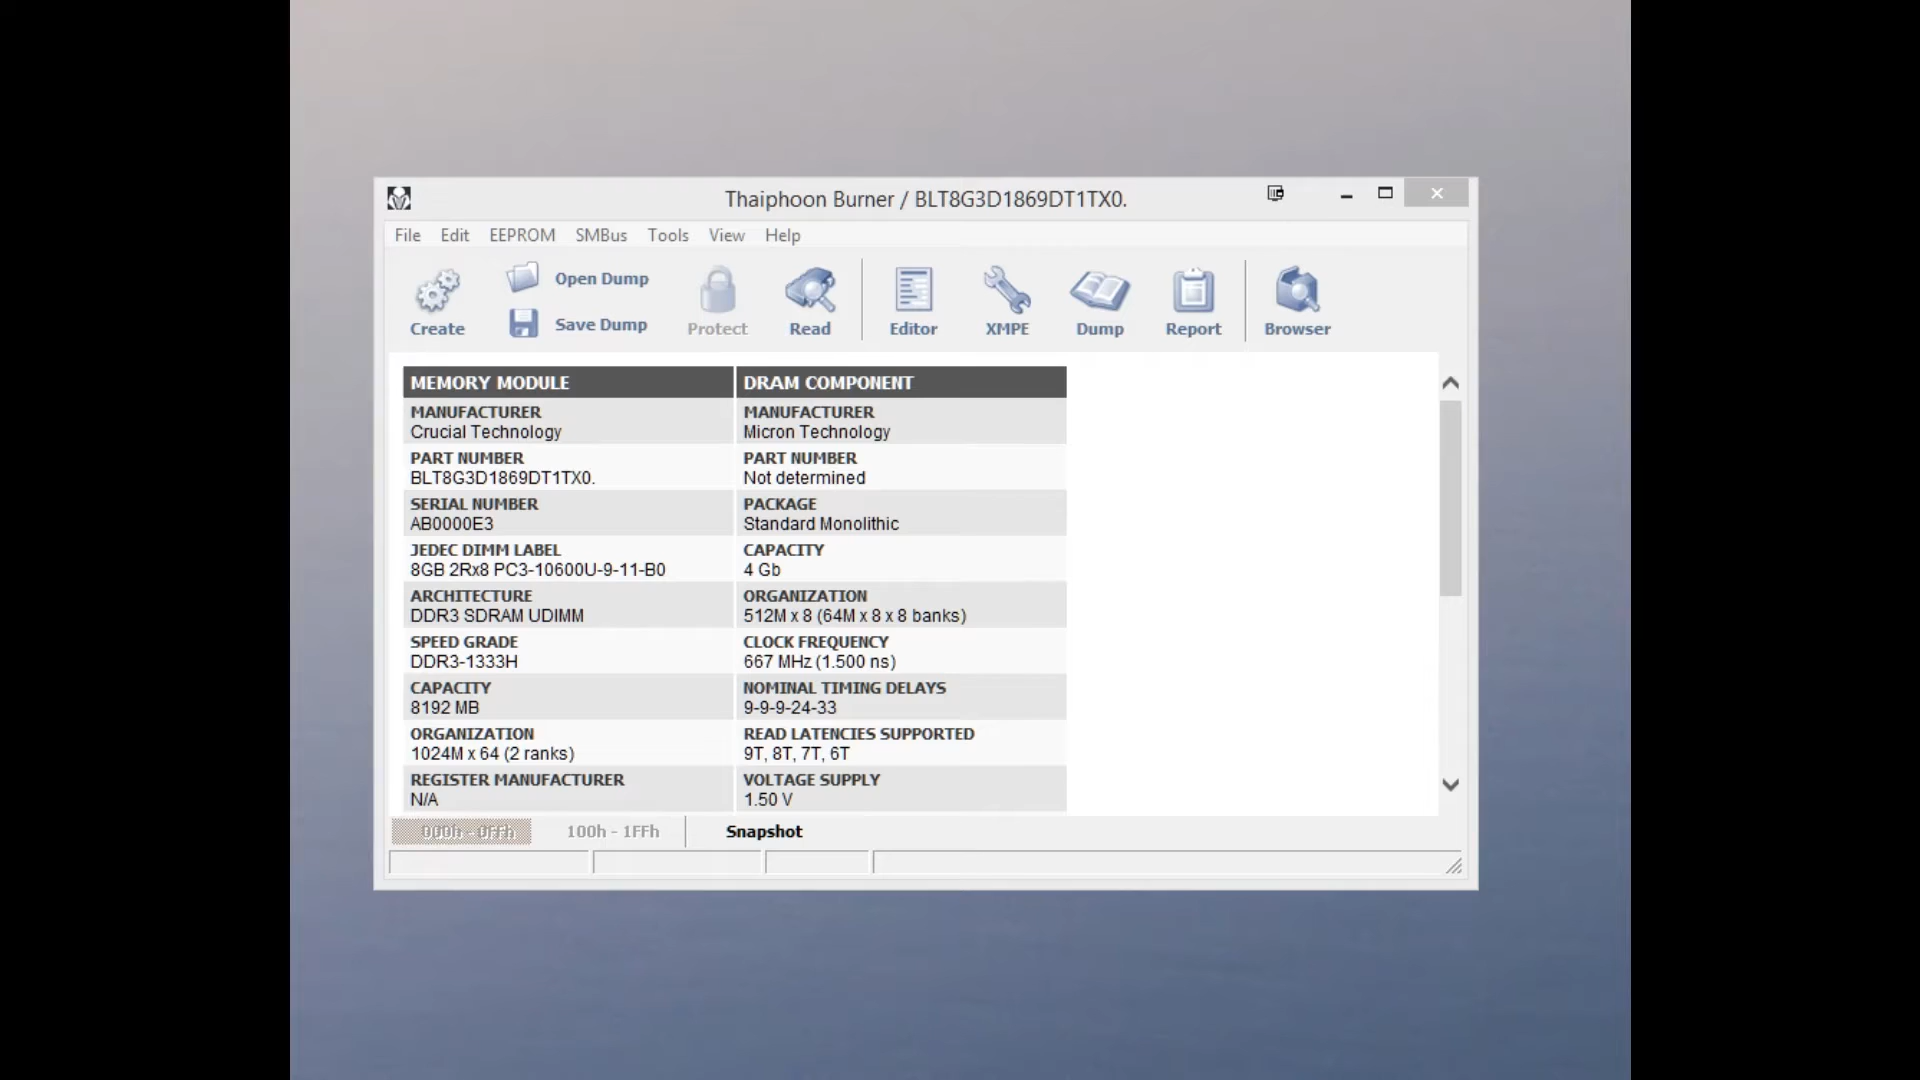 Thaiphoon Burner / BLT8G3D1869DT1TX0.
File Edit EEPROM SMBus Tools View Help
Create
Open Dump
Save Dump
Protect
Read
Editor
XMPE
Dump
Report
Browser
MEMORY MODULE
DRAM COMPONENT
MANUFACTURER
Crucial Technology
MANUFACTURER
Micron Technology
PART NUMBER
BLT8G3D1869DT1TX0.
PART NUMBER
Not determined
SERIAL NUMBER
AB0000E3
PACKAGE
Standard Monolithic
JEDEC DIMM LABEL
8GB 2Rx8 PC3-10600U-9-11-B0
CAPACITY
4 Gb
ARCHITECTURE
DDR3 SDRAM UDIMM
ORGANIZATION
512M x 8 (64M x 8 x 8 banks)
SPEED GRADE
DDR3-1333H
CLOCK FREQUENCY
667 MHz (1.500 ns)
CAPACITY
8192 MB
NOMINAL TIMING DELAYS
9-9-9-24-33
ORGANIZATION
1024M x 64 (2 ranks)
READ LATENCIES SUPPORTED
9T, 8T, 7T, 6T
REGISTER MANUFACTURER
N/A
VOLTAGE SUPPLY
1.50 V
000h - 0FFh
100h - 1FFh
Snapshot